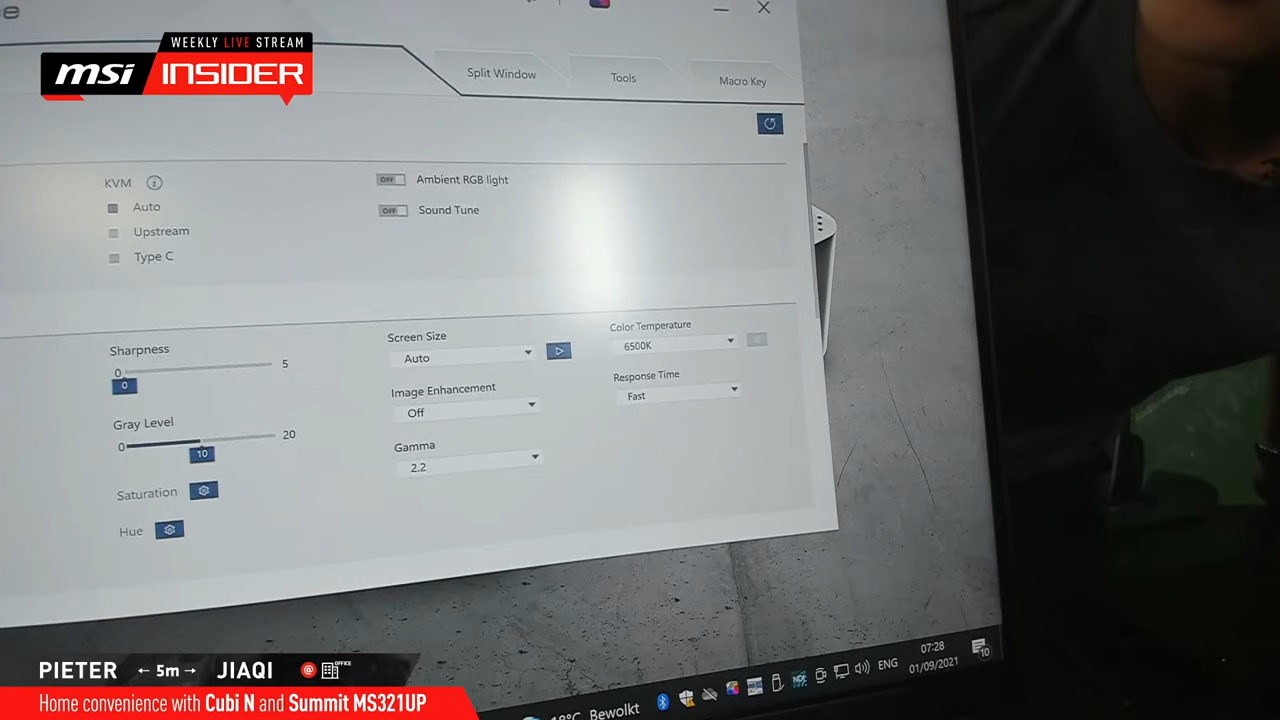 WEEKLY LIVE STREAM
msi INSIDER
Split Window
Tools
Macro Key
KVM
Auto
Upstream
Type C
OFF Ambient RGB light
OFF Sound Tune
Sharpness
0 5
0
Gray Level
0 20
10
Saturation
Hue
Screen Size
Auto
Image Enhancement
Off
Gamma
2.2
Color Temperature
6500K
Response Time
Fast
18°C Bewolkt
ENG
07:28
01/09/2021
10
PIETER ←5m→ JIAQI @ OFFICE
Home convenience with Cubi N and Summit MS321UP